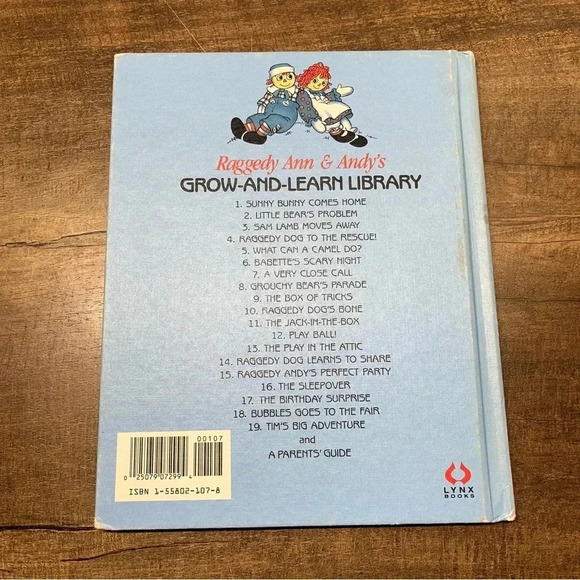 Raggedy Ann & Andy's
GROW-AND-LEARN LIBRARY
1. SUNNY BUNNY COMES HOME
2. LITTLE BEAR'S PROBLEM
3. SAM LAMB MOVES AWAY
4. RAGGEDY DOG TO THE RESCUE!
5. WHAT CAN A CAMEL DO?
6. BABETTE'S SCARY NIGHT
7. A VERY CLOSE CALL
8. GROUCHY BEAR'S PARADE
9. THE BOX OF TRICKS
10. RAGGEDY DOG'S BONE
11. THE JACK-IN-THE-BOX
12. PLAY BALL!
13. THE PLAY IN THE ATTIC
14. RAGGEDY DOG LEARNS TO SHARE
15. RAGGEDY ANDY'S PERFECT PARTY
16. THE SLEEPOVER
17. THE BIRTHDAY SURPRISE
18. BUBBLES GOES TO THE FAIR
19. TIM'S BIG ADVENTURE
and
A PARENTS' GUIDE
00107
0 25079 07299 4
ISBN 1-55802-107-8
LYNX
BOOKS